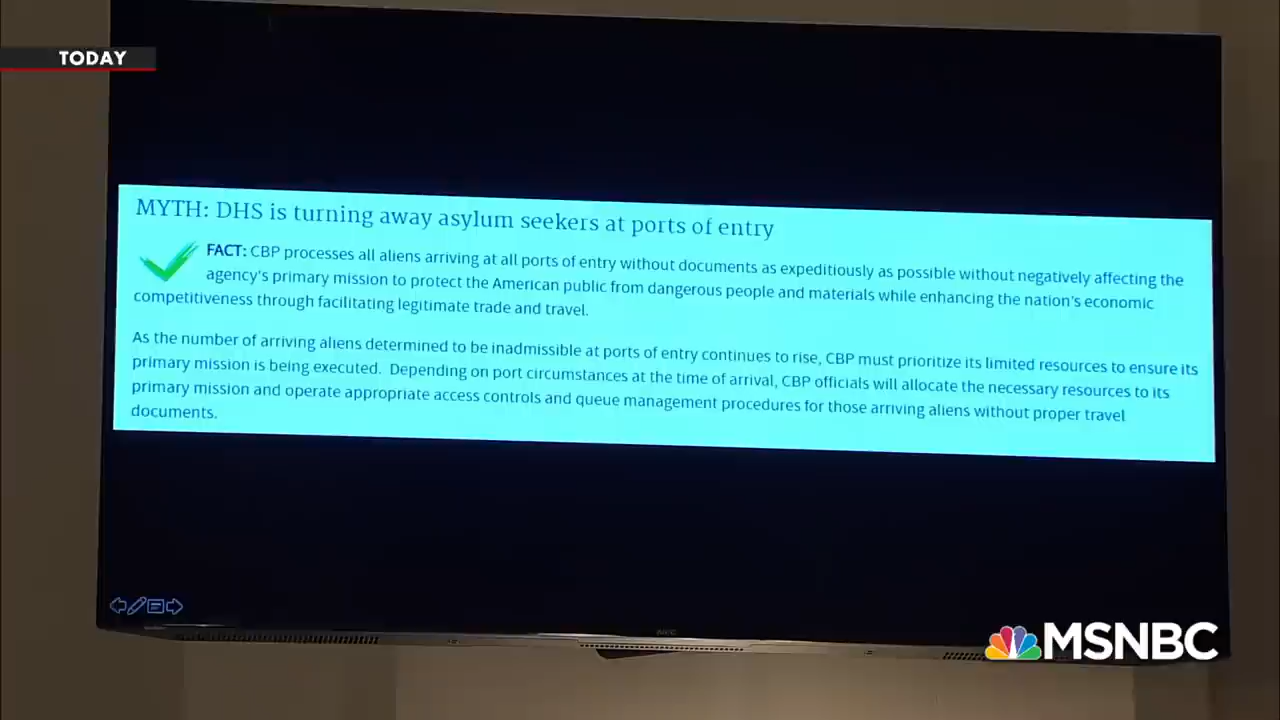 TODAY
MYTH: DHS is turning away asylum seekers at ports of entry
FACT: CBP processes all aliens arriving at all ports of entry without documents as expeditiously as possible without negatively affecting the
agency's primary mission to protect the American public from dangerous people and materials while enhancing the nation's economic
competitiveness through facilitating legitimate trade and travel.
As the number of arriving aliens determined to be inadmissible at ports of entry continues to rise, CBP must prioritize its limited resources to ensure its
primary mission is being executed.  Depending on port circumstances at the time of arrival, CBP officials will allocate the necessary resources to its
primary mission and operate appropriate access controls and queue management procedures for those arriving aliens without proper travel
documents.
NEC
MSNBC